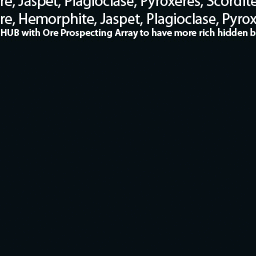 re, Jaspet, Plagioclase, Pyroxeres, Scordite
re, Hemorphite, Jaspet, Plagioclase, Pyrox
HUB with Ore Prospecting Array to have more rich hidden b